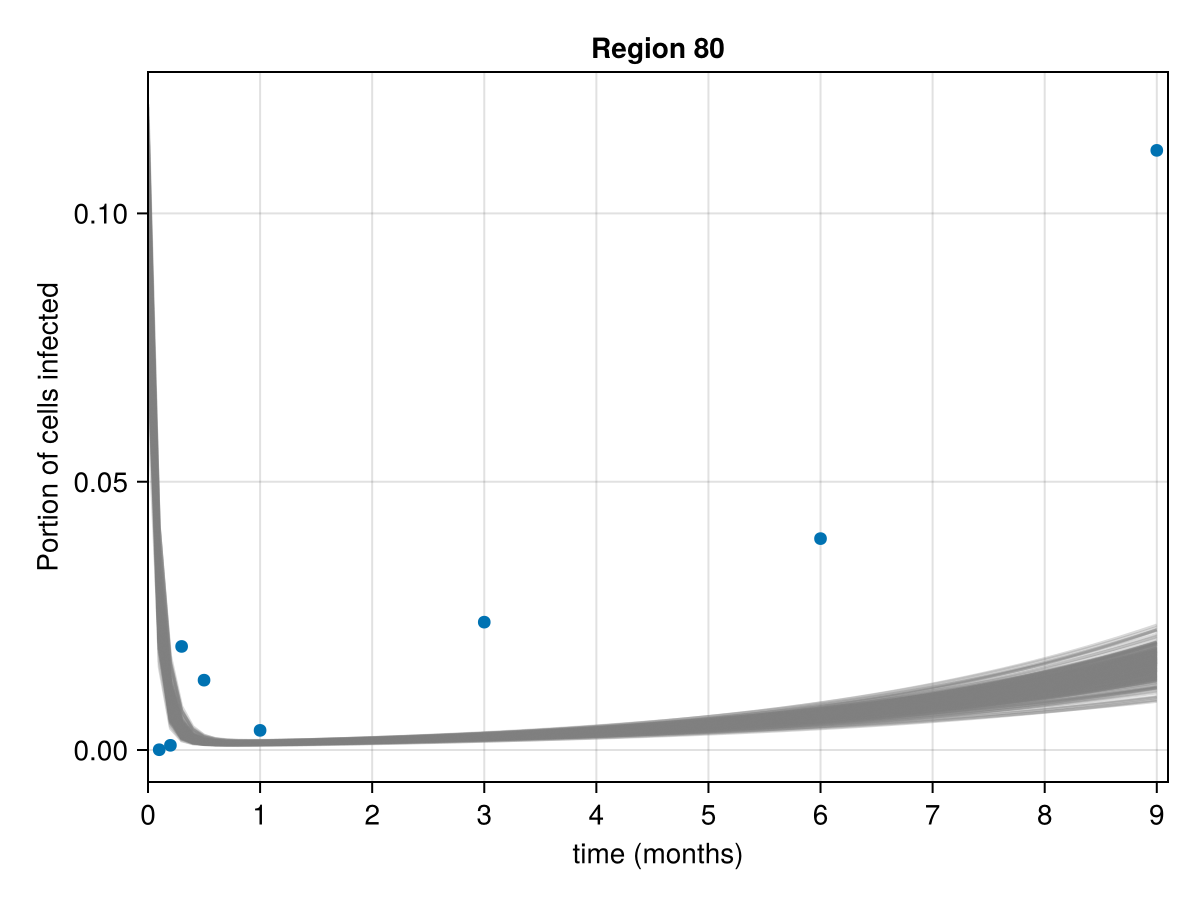 Region 80
Portion of cells infected
0.10
0.05
0.00
0 1 2 3 4 5 6 7 8 9
time (months)